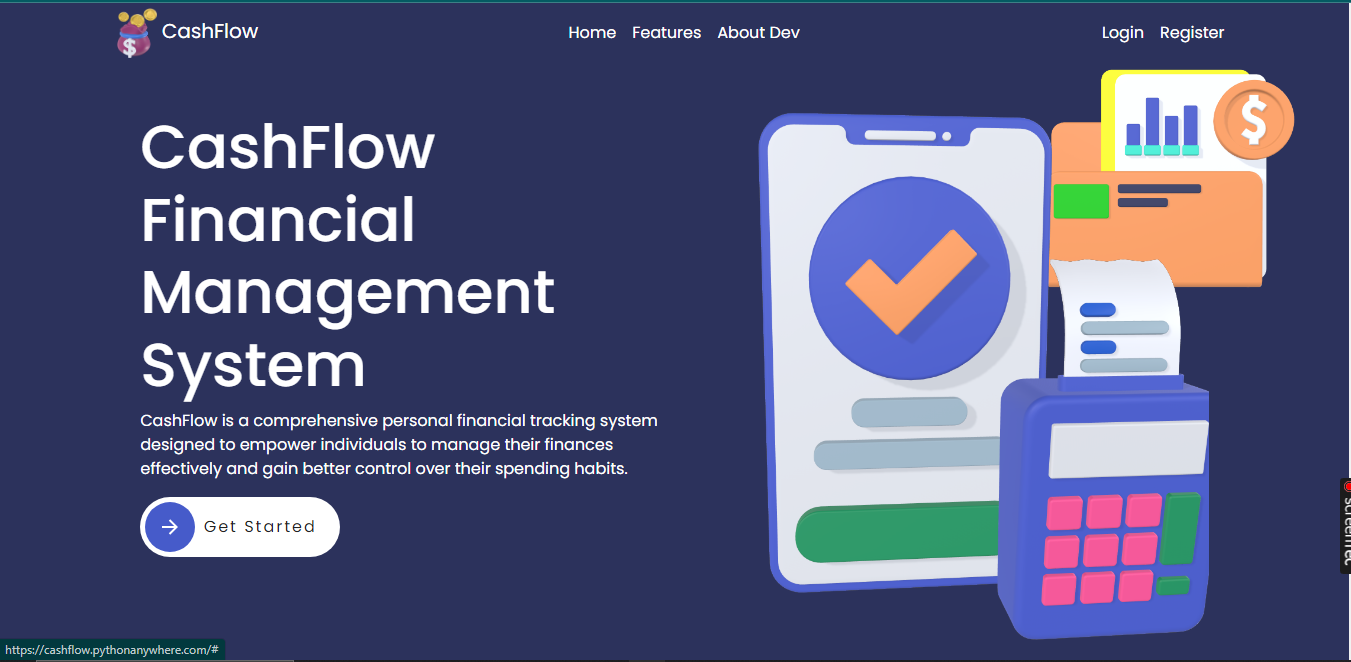 CashFlow
Home Features About Dev
Login Register
CashFlow
Financial
Management
System
CashFlow is a comprehensive personal financial tracking system
designed to empower individuals to manage their finances
effectively and gain better control over their spending habits.
Get Started
$
$
screenrec
https://cashflow.pythonanywhere.com/#